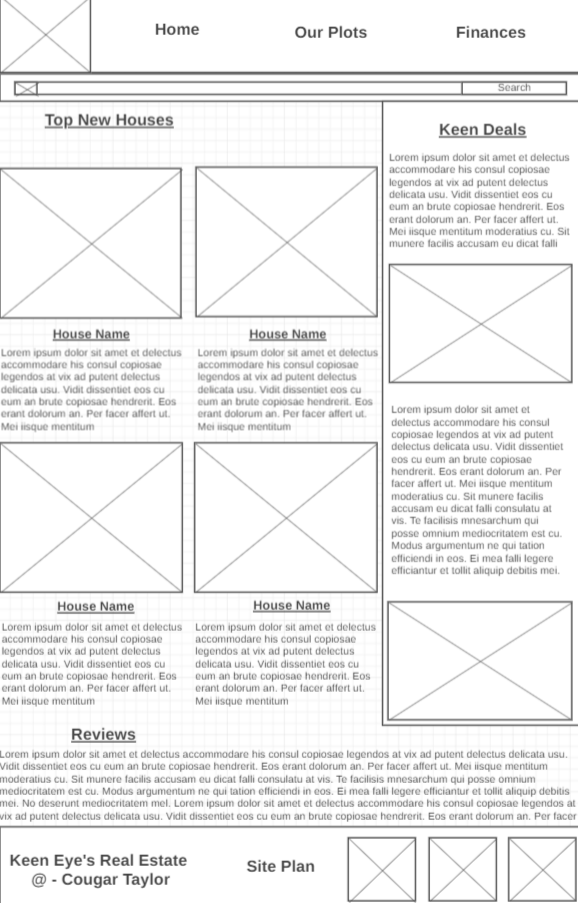 Home
Our Plots
Finances
Search
Top New Houses
House Name
Lorem ipsum dolor sit amet et delectus
accommodare his consul copiosae
legendos at vix ad putent delectus
delicata usu. Vidit dissentiet eos cu
eum an brute copiosae hendrerit. Eos
erant dolorum an. Per facer affert ut.
Mei iisque mentitum
House Name
Lorem ipsum dolor sit amet et delectus
accommodare his consul copiosae
legendos at vix ad putent delectus
delicata usu. Vidit dissentiet eos cu
eum an brute copiosae hendrerit. Eos
erant dolorum an. Per facer affert ut.
Mei iisque mentitum
House Name
Lorem ipsum dolor sit amet et delectus
accommodare his consul copiosae
legendos at vix ad putent delectus
delicata usu. Vidit dissentiet eos cu
eum an brute copiosae hendrerit. Eos
erant dolorum an. Per facer affert ut.
Mei iisque mentitum
House Name
Lorem ipsum dolor sit amet et delectus
accommodare his consul copiosae
legendos at vix ad putent delectus
delicata usu. Vidit dissentiet eos cu
eum an brute copiosae hendrerit. Eos
erant dolorum an. Per facer affert ut.
Mei iisque mentitum
Keen Deals
Lorem ipsum dolor sit amet et delectus
accommodare his consul copiosae
legendos at vix ad putent delectus
delicata usu. Vidit dissentiet eos cu
eum an brute copiosae hendrerit. Eos
erant dolorum an. Per facer affert ut.
Mei iisque mentitum moderatius cu. Sit
munere facilis accusam eu dicat falli
Lorem ipsum dolor sit amet et
delectus accommodare his consul
copiosae legendos at vix ad putent
delectus delicata usu. Vidit dissentiet
eos cu eum an brute copiosae
hendrerit. Eos erant dolorum an. Per
facer affert ut. Mei iisque mentitum
moderatius cu. Sit munere facilis
accusam eu dicat falli consulatu at
vis. Te facilisis mnesarchum qui
posse omnium mediocritatem est cu.
Modus argumentum ne qui tation
efficiendi in eos. Ei mea falli legere
efficiantur et tollit aliquip debitis mei.
Reviews
Lorem ipsum dolor sit amet et delectus accommodare his consul copiosae legendos at vix ad putent delectus delicata usu.
Vidit dissentiet eos cu eum an brute copiosae hendrerit. Eos erant dolorum an. Per facer affert ut. Mei iisque mentitum
moderatius cu. Sit munere facilis accusam eu dicat falli consulatu at vis. Te facilisis mnesarchum qui posse omnium
mediocritatem est cu. Modus argumentum ne qui tation efficiendi in eos. Ei mea falli legere efficiantur et tollit aliquip debitis
mei. No deserunt mediocritatem mel. Lorem ipsum dolor sit amet et delectus accommodare his consul copiosae legendos at
vix ad putent delectus delicata usu. Vidit dissentiet eos cu eum an brute copiosae hendrerit. Eos erant dolorum an. Per facer
Keen Eye's Real Estate
@ - Cougar Taylor
Site Plan